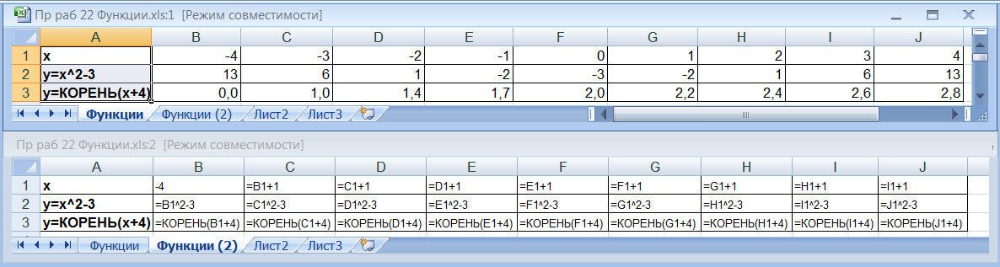 Пр раб 22 Функции.xls:1 [Режим совместимости]
A B C D E F G H I J
1 x -4 -3 -2 -1 0 1 2 3 4
2 y=x^2-3 13 6 1 -2 -3 -2 1 6 13
3 y=КОРЕНЬ(x+4) 0,0 1,0 1,4 1,7 2,0 2,2 2,4 2,6 2,8
Функции Функции (2) Лист2 Лист3
Пр раб 22 Функции.xls:2 [Режим совместимости]
A B C D E F G H I J
1 x -4 =B1+1 =C1+1 =D1+1 =E1+1 =F1+1 =G1+1 =H1+1 =I1+1
2 y=x^2-3 =B1^2-3 =C1^2-3 =D1^2-3 =E1^2-3 =F1^2-3 =G1^2-3 =H1^2-3 =I1^2-3 =J1^2-3
3 y=КОРЕНЬ(x+4) =КОРЕНЬ(B1+4) =КОРЕНЬ(C1+4) =КОРЕНЬ(D1+4) =КОРЕНЬ(E1+4) =КОРЕНЬ(F1+4) =КОРЕНЬ(G1+4) =КОРЕНЬ(H1+4) =КОРЕНЬ(I1+4) =КОРЕНЬ(J1+4)
Функции Функции (2) Лист2 Лист3